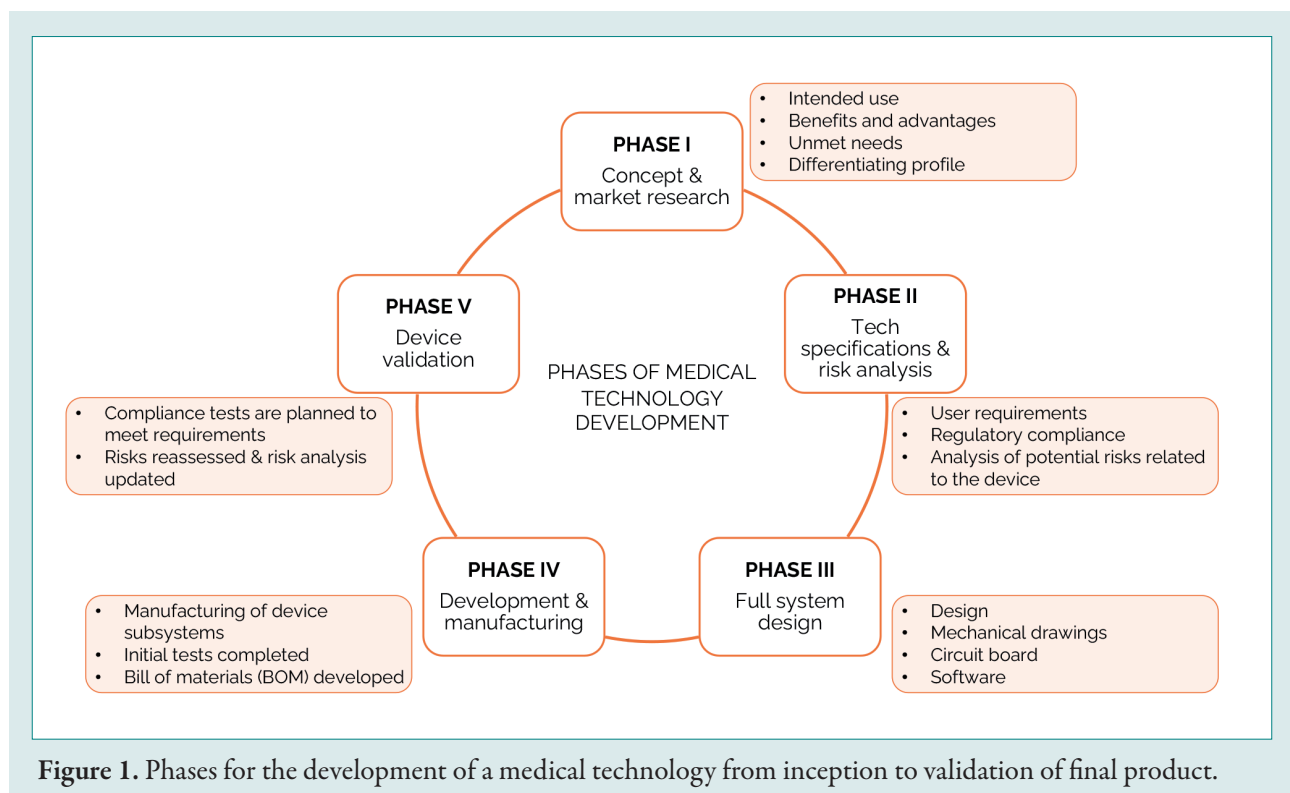 PHASE I
Concept &
market research
• Intended use
• Benefits and advantages
• Unmet needs
• Differentiating profile
PHASE II
Tech
specifications &
risk analysis
• User requirements
• Regulatory compliance
• Analysis of potential risks related
to the device
PHASE III
Full system
design
• Design
• Mechanical drawings
• Circuit board
• Software
PHASE IV
Development &
manufacturing
• Manufacturing of device
subsystems
• Initial tests completed
• Bill of materials (BOM) developed
PHASE V
Device
validation
• Compliance tests are planned to
meet requirements
• Risks reassessed & risk analysis
updated
PHASES OF MEDICAL
TECHNOLOGY
DEVELOPMENT
Figure 1. Phases for the development of a medical technology from inception to validation of final product.